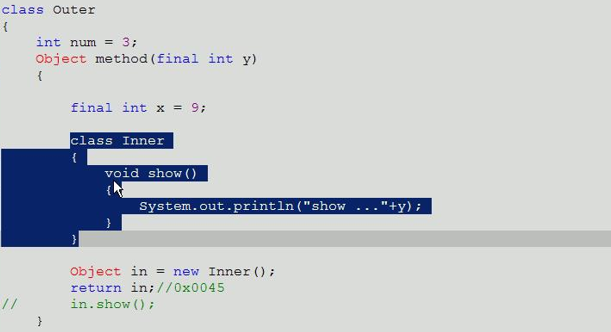 class Outer
{
    int num = 3;
    Object method(final int y)
    {
        final int x = 9;
        class Inner
        {
            void show()
            {
                System.out.println("show ..."+y);
            }
        }
        Object in = new Inner();
        return in;//0x0045
//      in.show();
    }